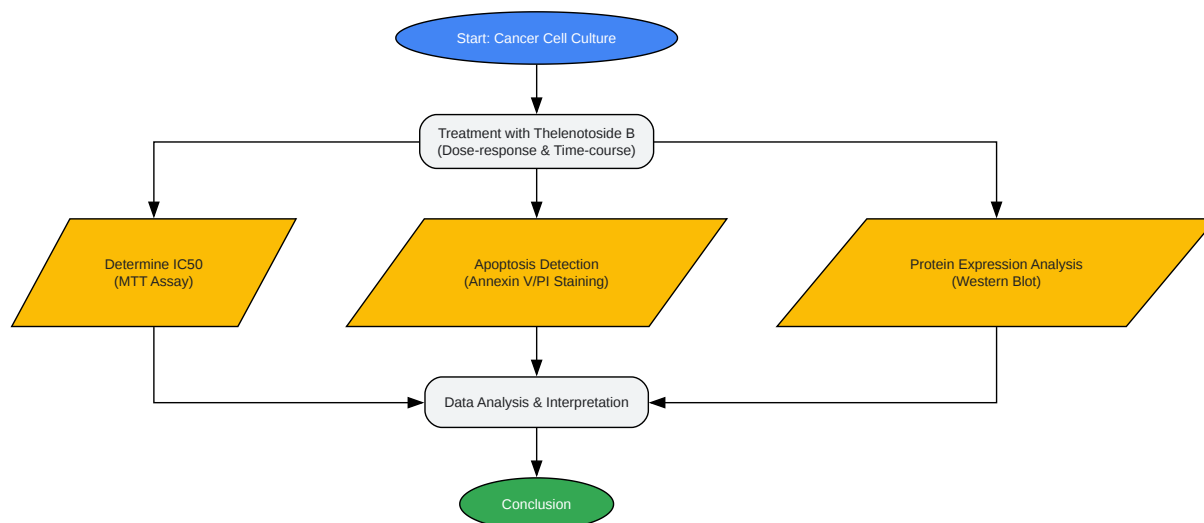 Start: Cancer Cell Culture
Treatment with Thelenotoside B
(Dose-response & Time-course)
Determine IC50
(MTT Assay)
Apoptosis Detection
(Annexin V/PI Staining)
Protein Expression Analysis
(Western Blot)
Data Analysis & Interpretation
Conclusion